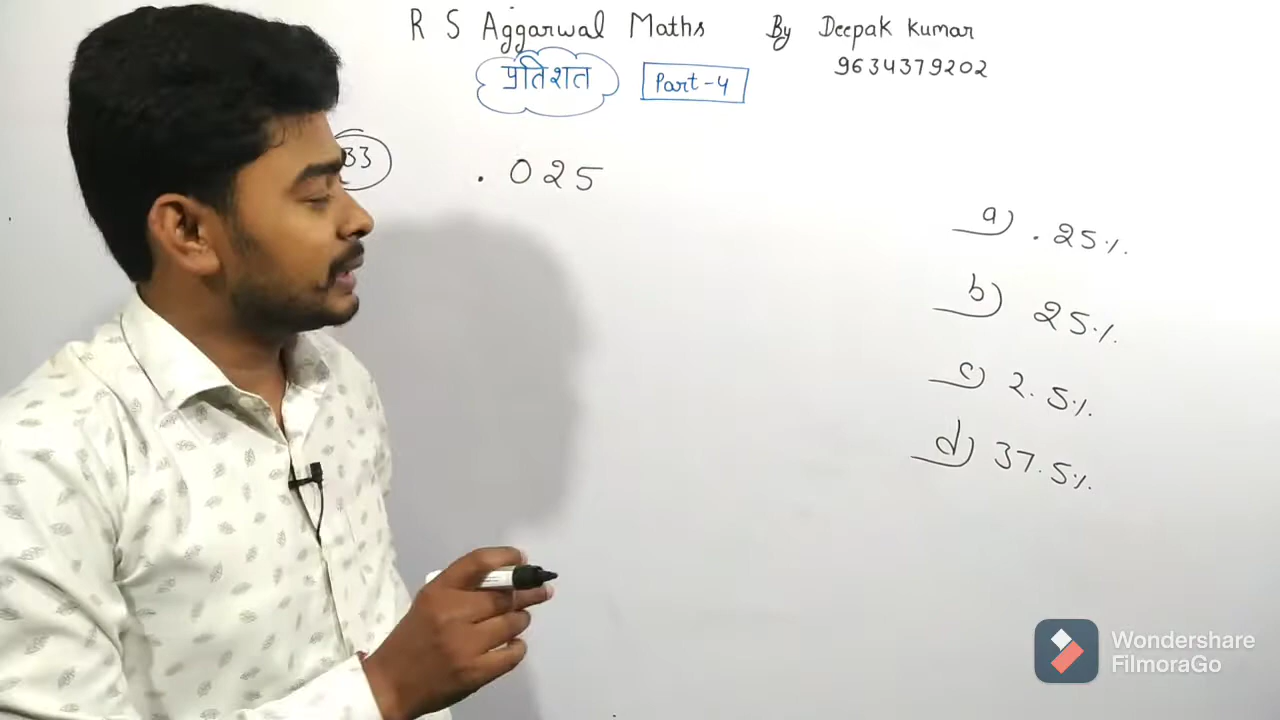 R S Aggarwal Maths By Deepak Kumar
9634379202
प्रतिशत Part-4
33 .025
a) .25%
b) 25%
c) 2.5%
d) 37.5%
Wondershare
FilmoraGo